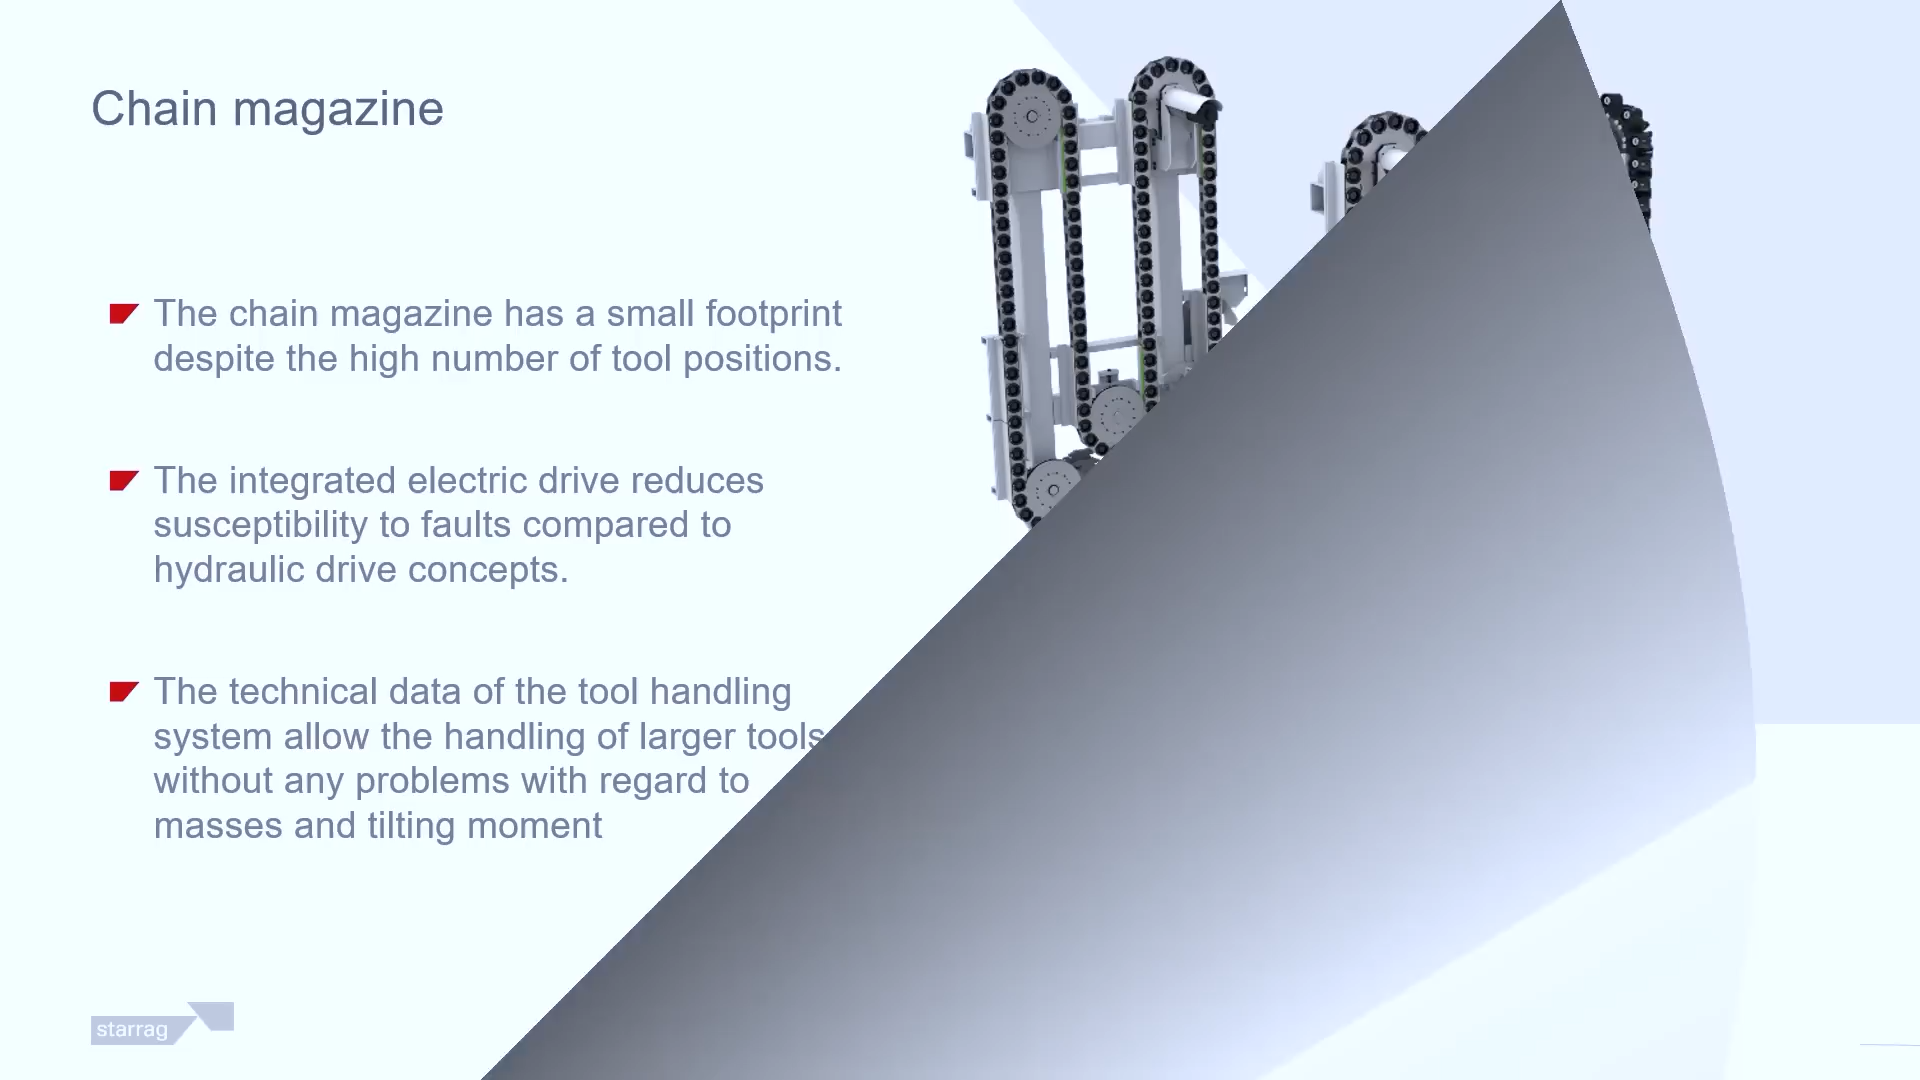 Chain magazine
The chain magazine has a small footprint
despite the high number of tool positions.
The integrated electric drive reduces
susceptibility to faults compared to
hydraulic drive concepts.
The technical data of the tool handling
system allow the handling of larger tools
without any problems with regard to
masses and tilting moment
starrag